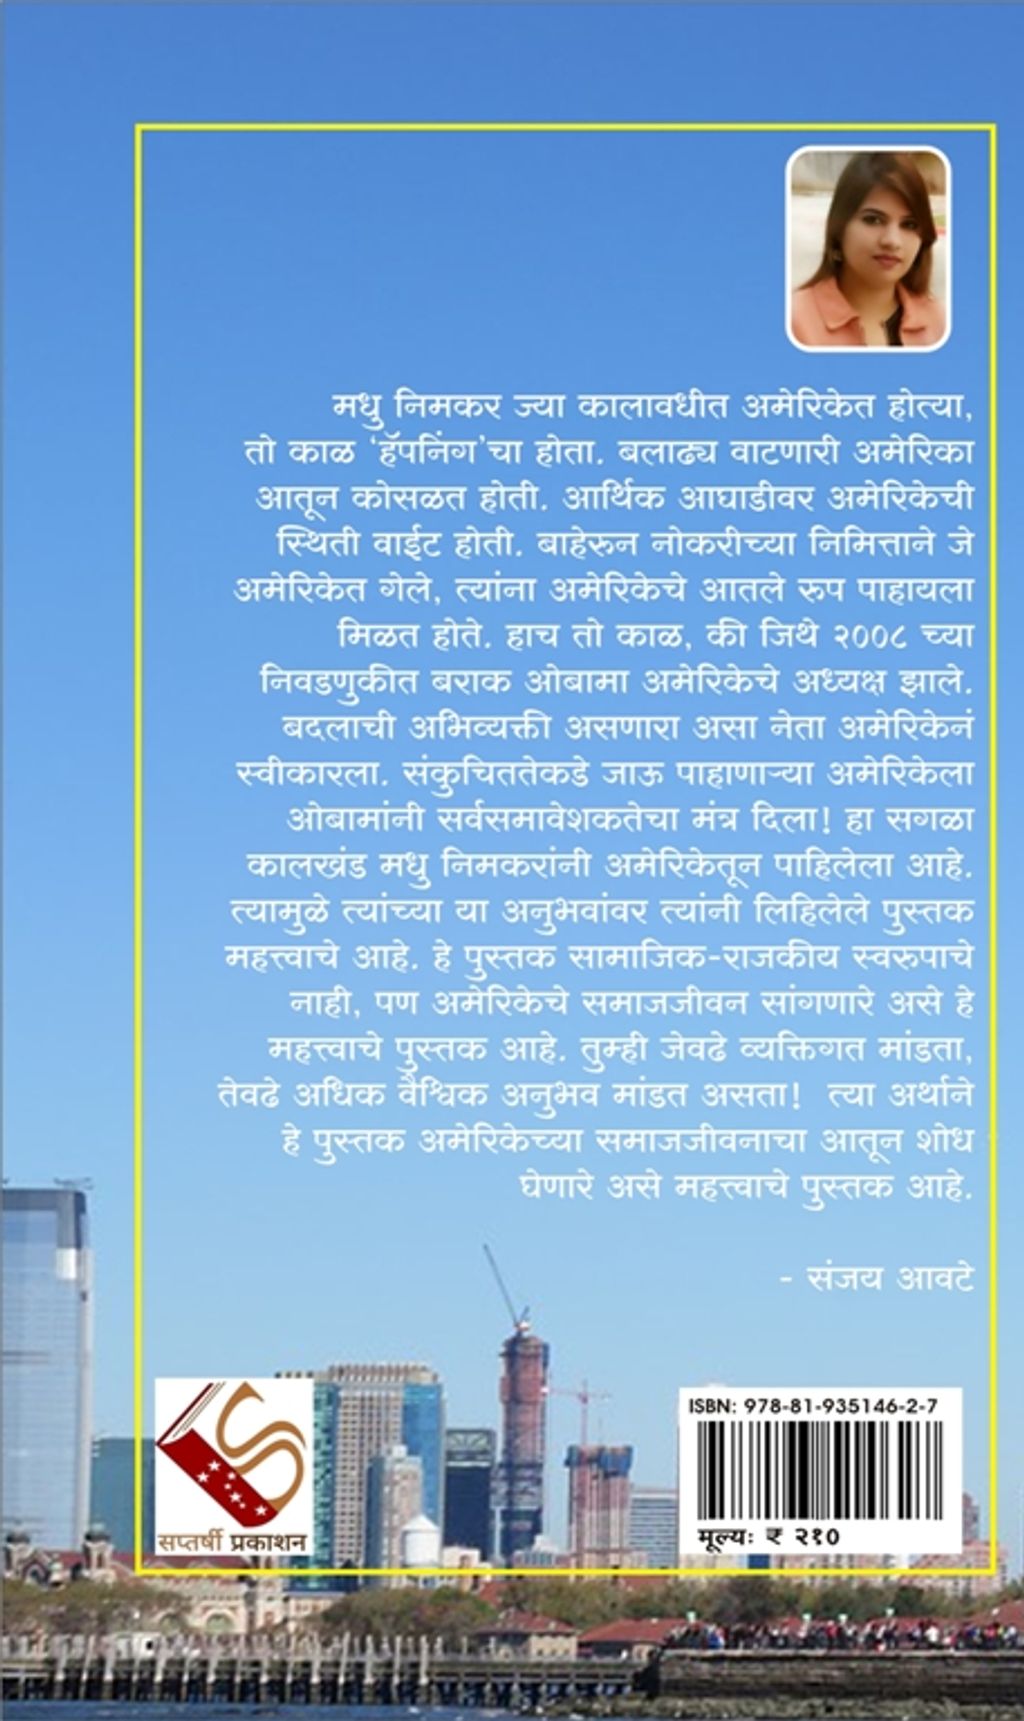 मधु निमकर ज्या कालावधीत अमेरिकेत होत्या,
तो काळ ‘हॅपनिंग’चा होता. बलाढ्य वाटणारी अमेरिका
आतून कोसळत होती. आर्थिक आघाडीवर अमेरिकेची
स्थिती वाईट होती. बाहेरून नोकरीच्या निमित्ताने जे
अमेरिकेत गेले, त्यांना अमेरिकेचे आतले रुप पाहायला
मिळत होते. हाच तो काळ, की जिथे २००८ च्या
निवडणुकीत बराक ओबामा अमेरिकेचे अध्यक्ष झाले.
बदलाची अभिव्यक्ती असणारा असा नेता अमेरिकेनं
स्वीकारला. संकुचिततेकडे जाऊ पाहाणाऱ्या अमेरिकेला
ओबामांनी सर्वसमावेशकतेचा मंत्र दिला! हा सगळा
कालखंड मधु निमकरांनी अमेरिकेतून पाहिलेला आहे.
त्यामुळे त्यांच्या या अनुभवांवर त्यांनी लिहिलेले पुस्तक
महत्त्वाचे आहे. हे पुस्तक सामाजिक-राजकीय स्वरुपाचे
नाही, पण अमेरिकेचे समाजजीवन सांगणारे असे हे
महत्त्वाचे पुस्तक आहे. तुम्ही जेवढे व्यक्तिगत मांडता,
तेवढे अधिक वैश्विक अनुभव मांडत असता! त्या अर्थाने
हे पुस्तक अमेरिकेच्या समाजजीवनाचा आतून शोध
घेणारे असे महत्त्वाचे पुस्तक आहे.
- संजय आवटे
सप्तर्षी प्रकाशन
ISBN: 978-81-935146-2-7
मूल्यः ₹ २१०